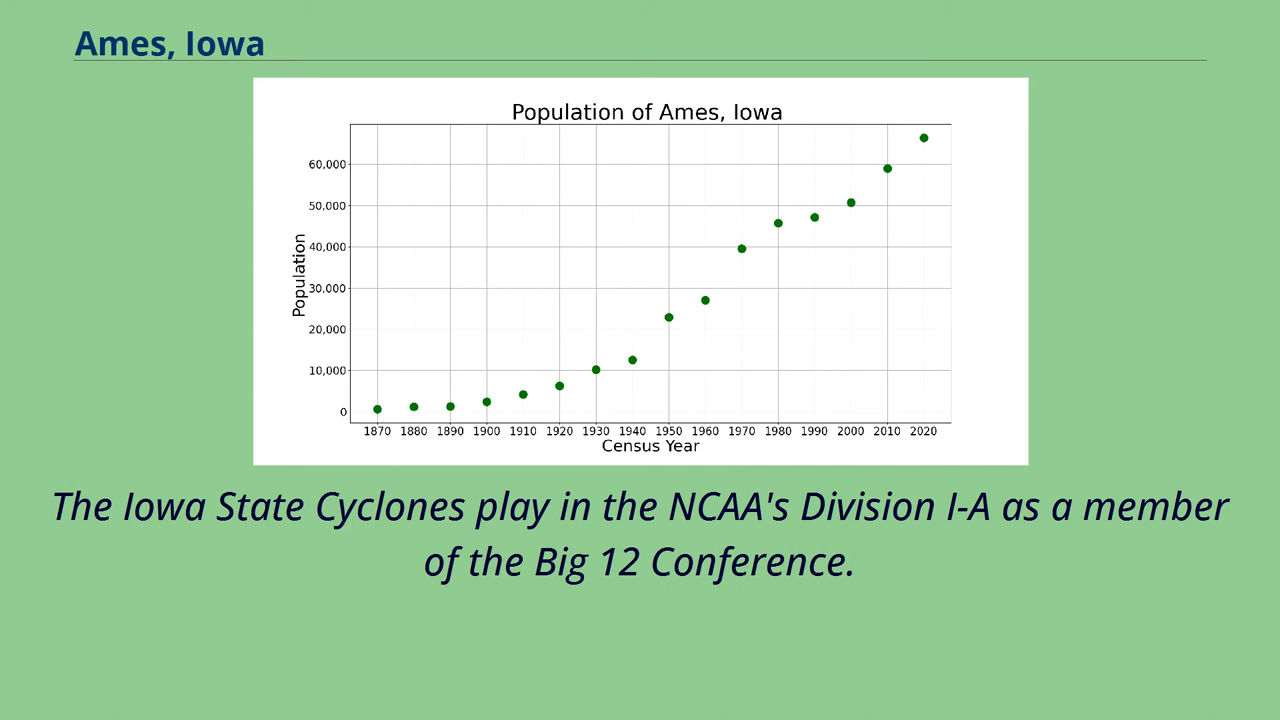 Ames, Iowa
Population of Ames, Iowa
60,000
50,000
40,000
30,000
20,000
10,000
0
Population
1870 1880 1890 1900 1910 1920 1930 1940 1950 1960 1970 1980 1990 2000 2010 2020
Census Year
The Iowa State Cyclones play in the NCAA's Division I-A as a member
of the Big 12 Conference.